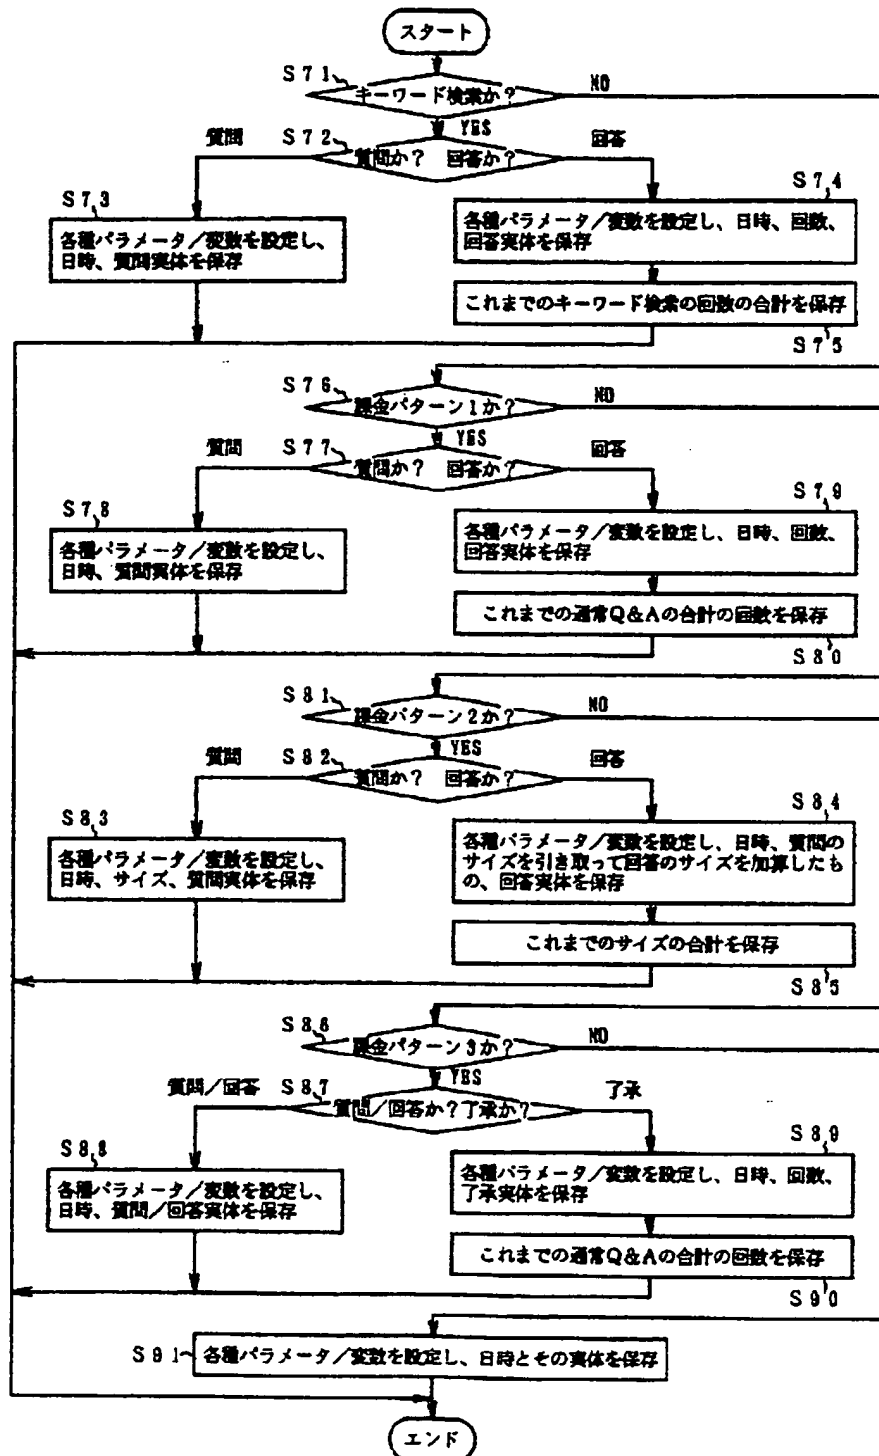 スタート
S71
キーワード検索か?
NO
YES
質問
S72
質問か? 回答か?
回答
S73
各種パラメータ/変数を設定し、
日時、質問実体を保存
S74
各種パラメータ/変数を設定し、日時、回数、
回答実体を保存
これまでのキーワード検索の回数の合計を保存
S75
S76
課金パターン1か?
NO
YES
質問
S77
質問か? 回答か?
回答
S78
各種パラメータ/変数を設定し、
日時、質問実体を保存
S79
各種パラメータ/変数を設定し、日時、回数、
回答実体を保存
これまでの通常Q&Aの合計の回数を保存
S80
S81
課金パターン2か?
NO
YES
質問
S82
質問か? 回答か?
回答
S83
各種パラメータ/変数を設定し、
日時、サイズ、質問実体を保存
S84
各種パラメータ/変数を設定し、日時、質問の
サイズを引き取って回答のサイズを加算したも
の、回答実体を保存
これまでのサイズの合計を保存
S85
S86
課金パターン3か?
NO
YES
質問/回答
S87
質問/回答か?了承か?
了承
S88
各種パラメータ/変数を設定し、
日時、質問/回答実体を保存
S89
各種パラメータ/変数を設定し、日時、回数、
了承実体を保存
これまでの通常Q&Aの合計の回数を保存
S90
S91
各種パラメータ/変数を設定し、日時とその実体を保存
エンド